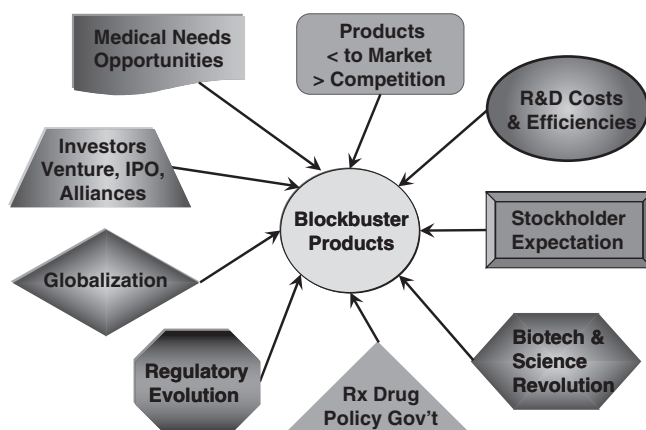 Medical Needs
Opportunities
Products
< to Market
> Competition
R&D Costs
& Efficiencies
Investors
Venture, IPO,
Alliances
Blockbuster
Products
Stockholder
Expectation
Globalization
Regulatory
Evolution
Rx Drug
Policy Gov't
Biotech &
Science
Revolution